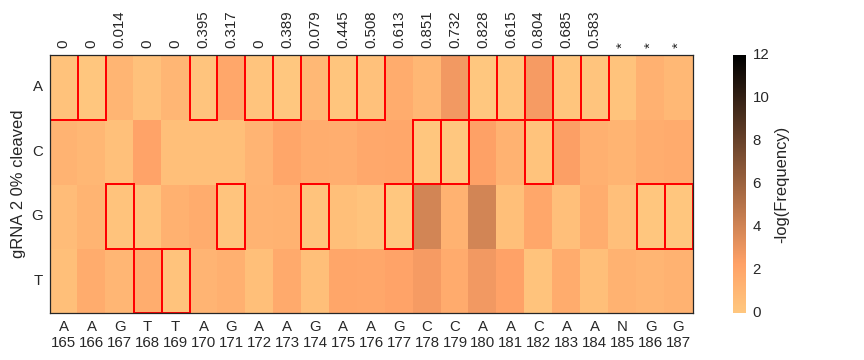 0 0 0.014 0 0 0.395 0.317 0 0.389 0.079 0.445 0.508 0.613 0.851 0.732 0.828 0.615 0.804 0.685 0.583 * * *
A
C
G
T
gRNA 2 0% cleaved
A A G T T A G A A G A A G C C A A C A A N G G
165 166 167 168 169 170 171 172 173 174 175 176 177 178 179 180 181 182 183 184 185 186 187
12
10
8
6
4
2
0
-log(Frequency)